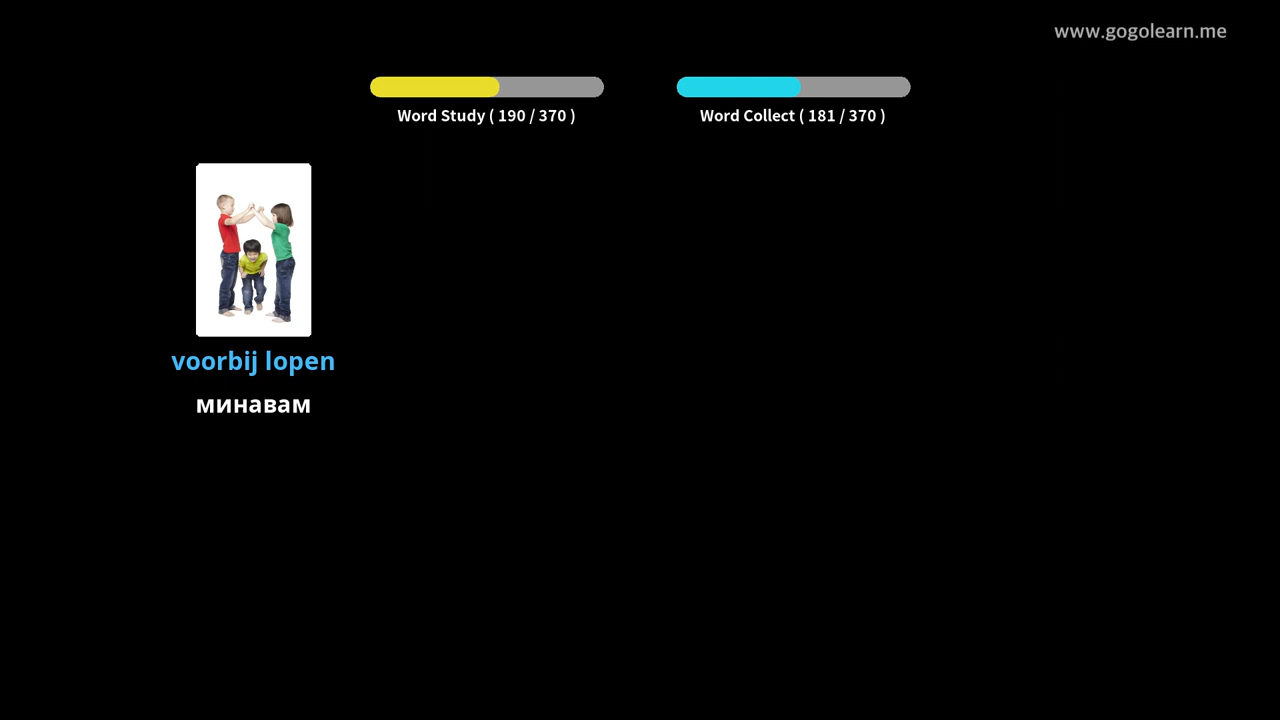 www.gogolearn.me
Word Study ( 190 / 370 )
Word Collect ( 181 / 370 )
voorbij lopen
минавам